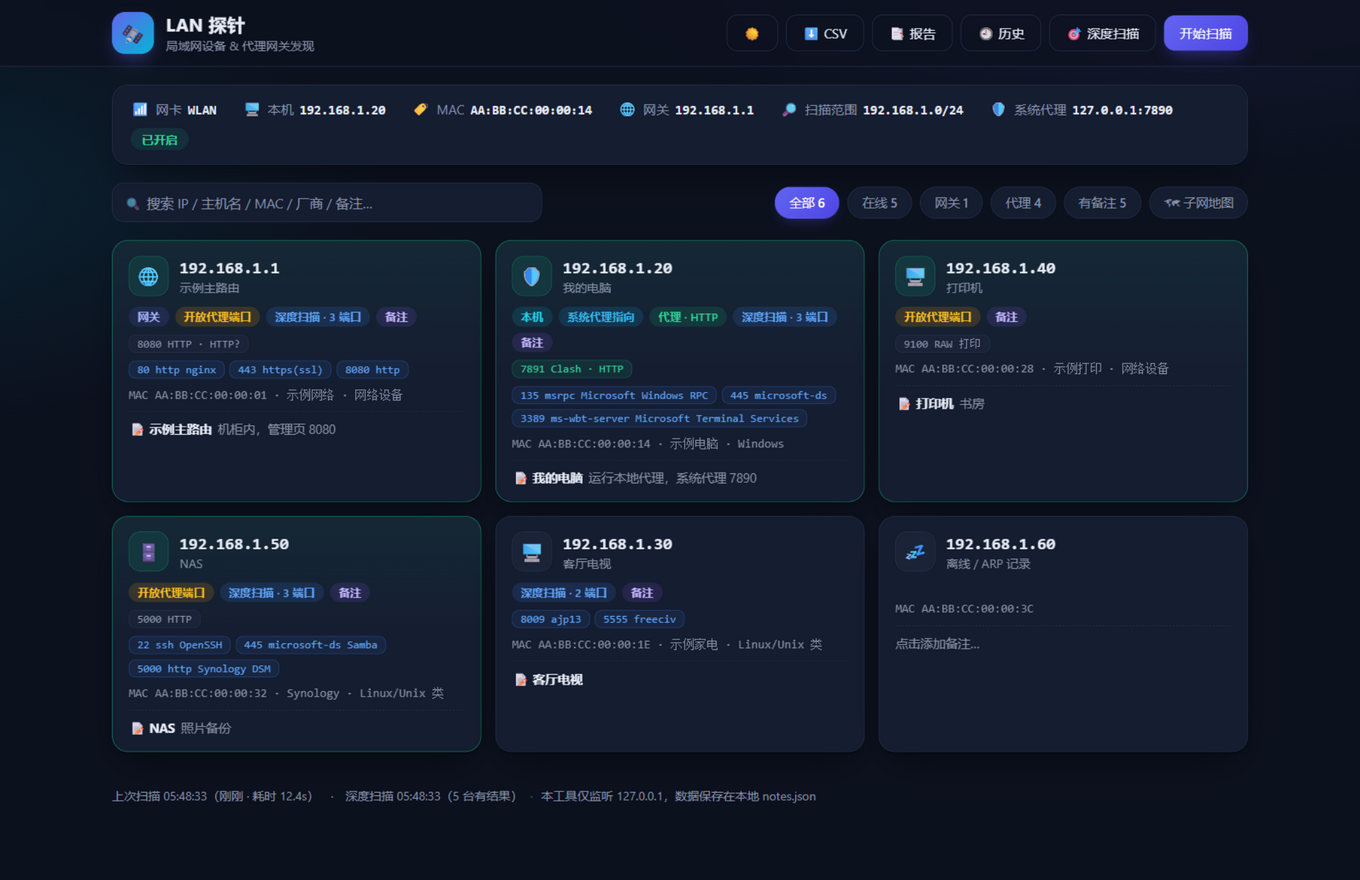 LAN 探针
局域网设备 & 代理网关发现
CSV
报告
历史
深度扫描
开始扫描
网卡 WLAN
本机 192.168.1.20
MAC AA:BB:CC:00:00:14
网关 192.168.1.1
扫描范围 192.168.1.0/24
系统代理 127.0.0.1:7890
已开启
搜索 IP / 主机名 / MAC / 厂商 / 备注...
全部 6
在线 5
网关 1
代理 4
有备注 5
子网地图
192.168.1.1
示例主路由
网关 开放代理端口 深度扫描 · 3 端口 备注
8080 HTTP · HTTP?
80 http nginx 443 https(ssl) 8080 http
MAC AA:BB:CC:00:00:01 · 示例网络 · 网络设备
示例主路由 机柜内，管理页 8080
192.168.1.20
我的电脑
本机 系统代理指向 代理 · HTTP 深度扫描 · 3 端口
备注
7891 Clash · HTTP
135 msrpc Microsoft Windows RPC 445 microsoft-ds
3389 ms-wbt-server Microsoft Terminal Services
MAC AA:BB:CC:00:00:14 · 示例电脑 · Windows
我的电脑 运行本地代理，系统代理 7890
192.168.1.40
打印机
开放代理端口 备注
9100 RAW 打印
MAC AA:BB:CC:00:00:28 · 示例打印 · 网络设备
打印机 书房
192.168.1.50
NAS
开放代理端口 深度扫描 · 3 端口 备注
5000 HTTP
22 ssh OpenSSH 445 microsoft-ds Samba
5000 http Synology DSM
MAC AA:BB:CC:00:00:32 · Synology · Linux/Unix 类
NAS 照片备份
192.168.1.30
客厅电视
深度扫描 · 2 端口 备注
8009 ajp13 5555 freeciv
MAC AA:BB:CC:00:00:1E · 示例家电 · Linux/Unix 类
客厅电视
192.168.1.60
离线 / ARP 记录
MAC AA:BB:CC:00:00:3C
点击添加备注...
上次扫描 05:48:33（刚刚 · 耗时 12.4s） · 深度扫描 05:48:33（5 台有结果） · 本工具仅监听 127.0.0.1，数据保存在本地 notes.json